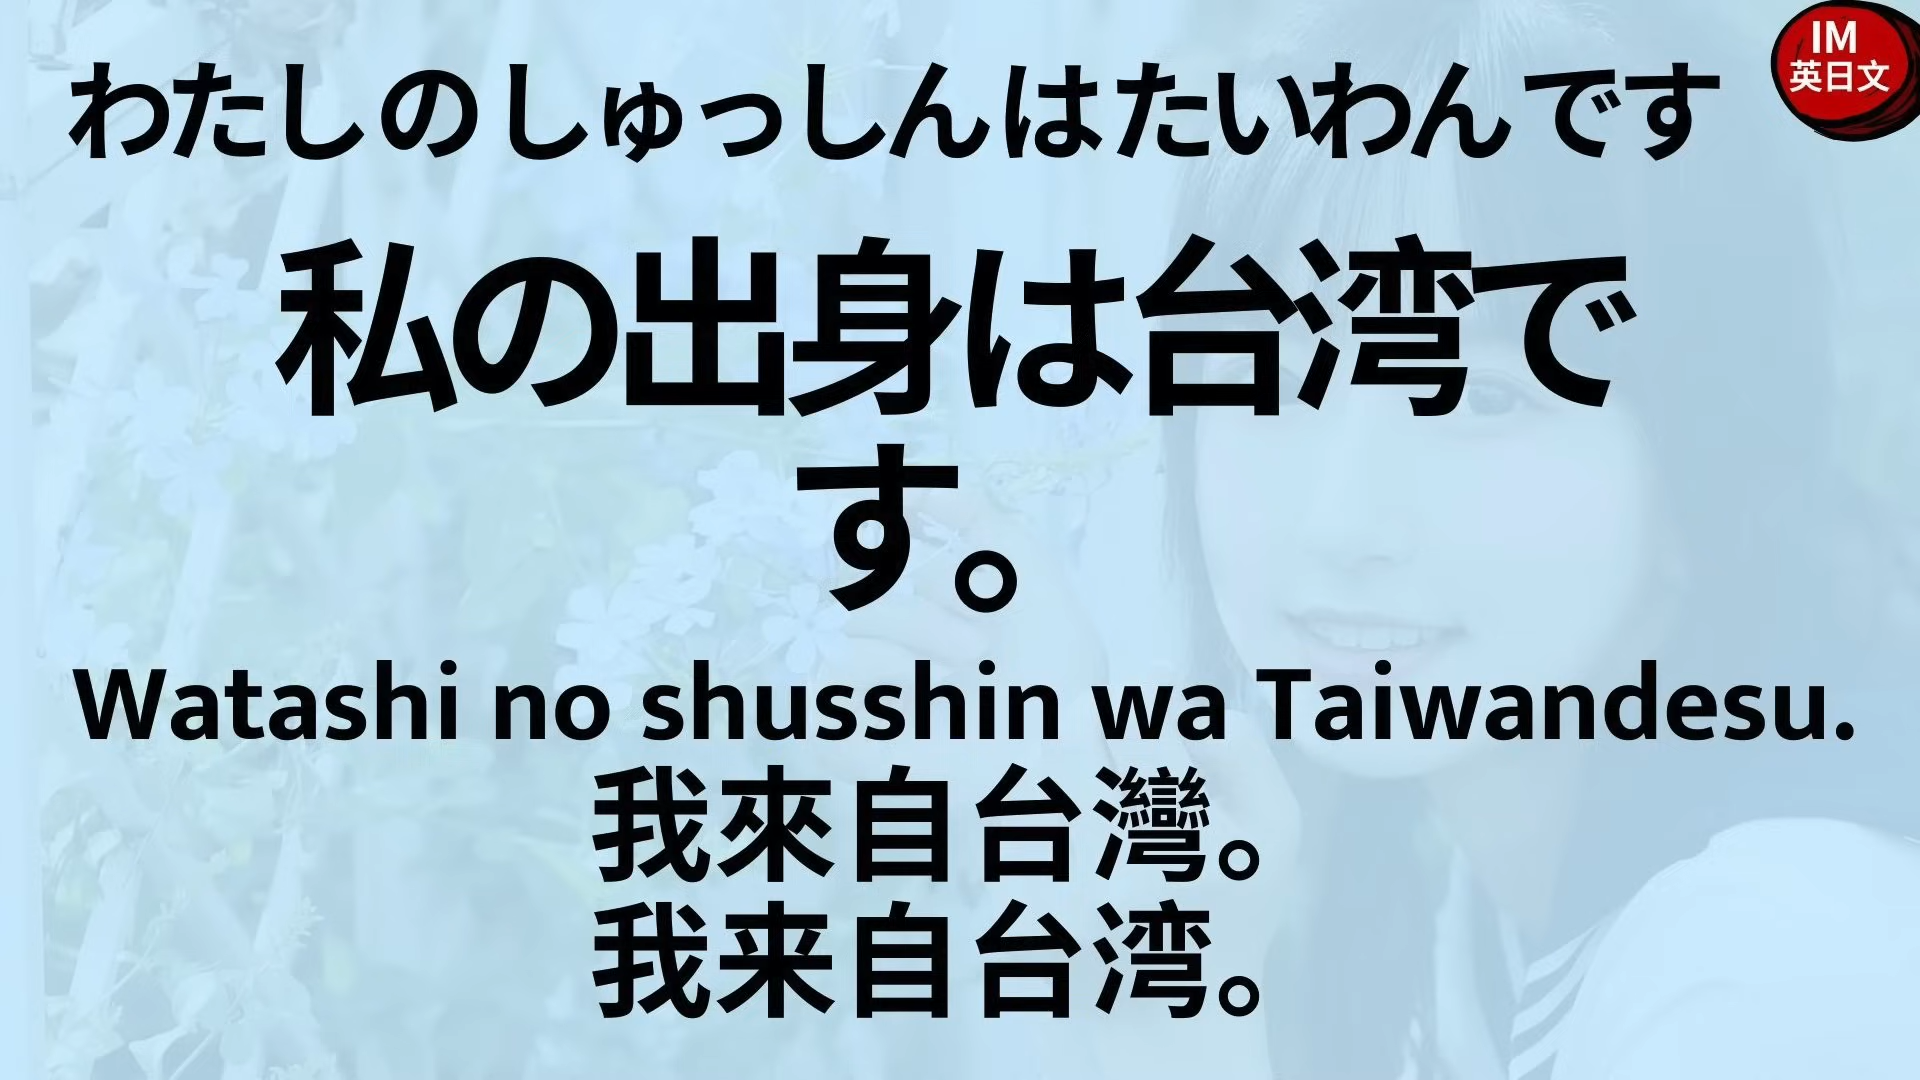 わたし の しゅっしん は たいわん です
IM
英日文
私の出身は台湾で
す。
Watashi no shusshin wa Taiwandesu.
我來自台灣。
我来自台湾。